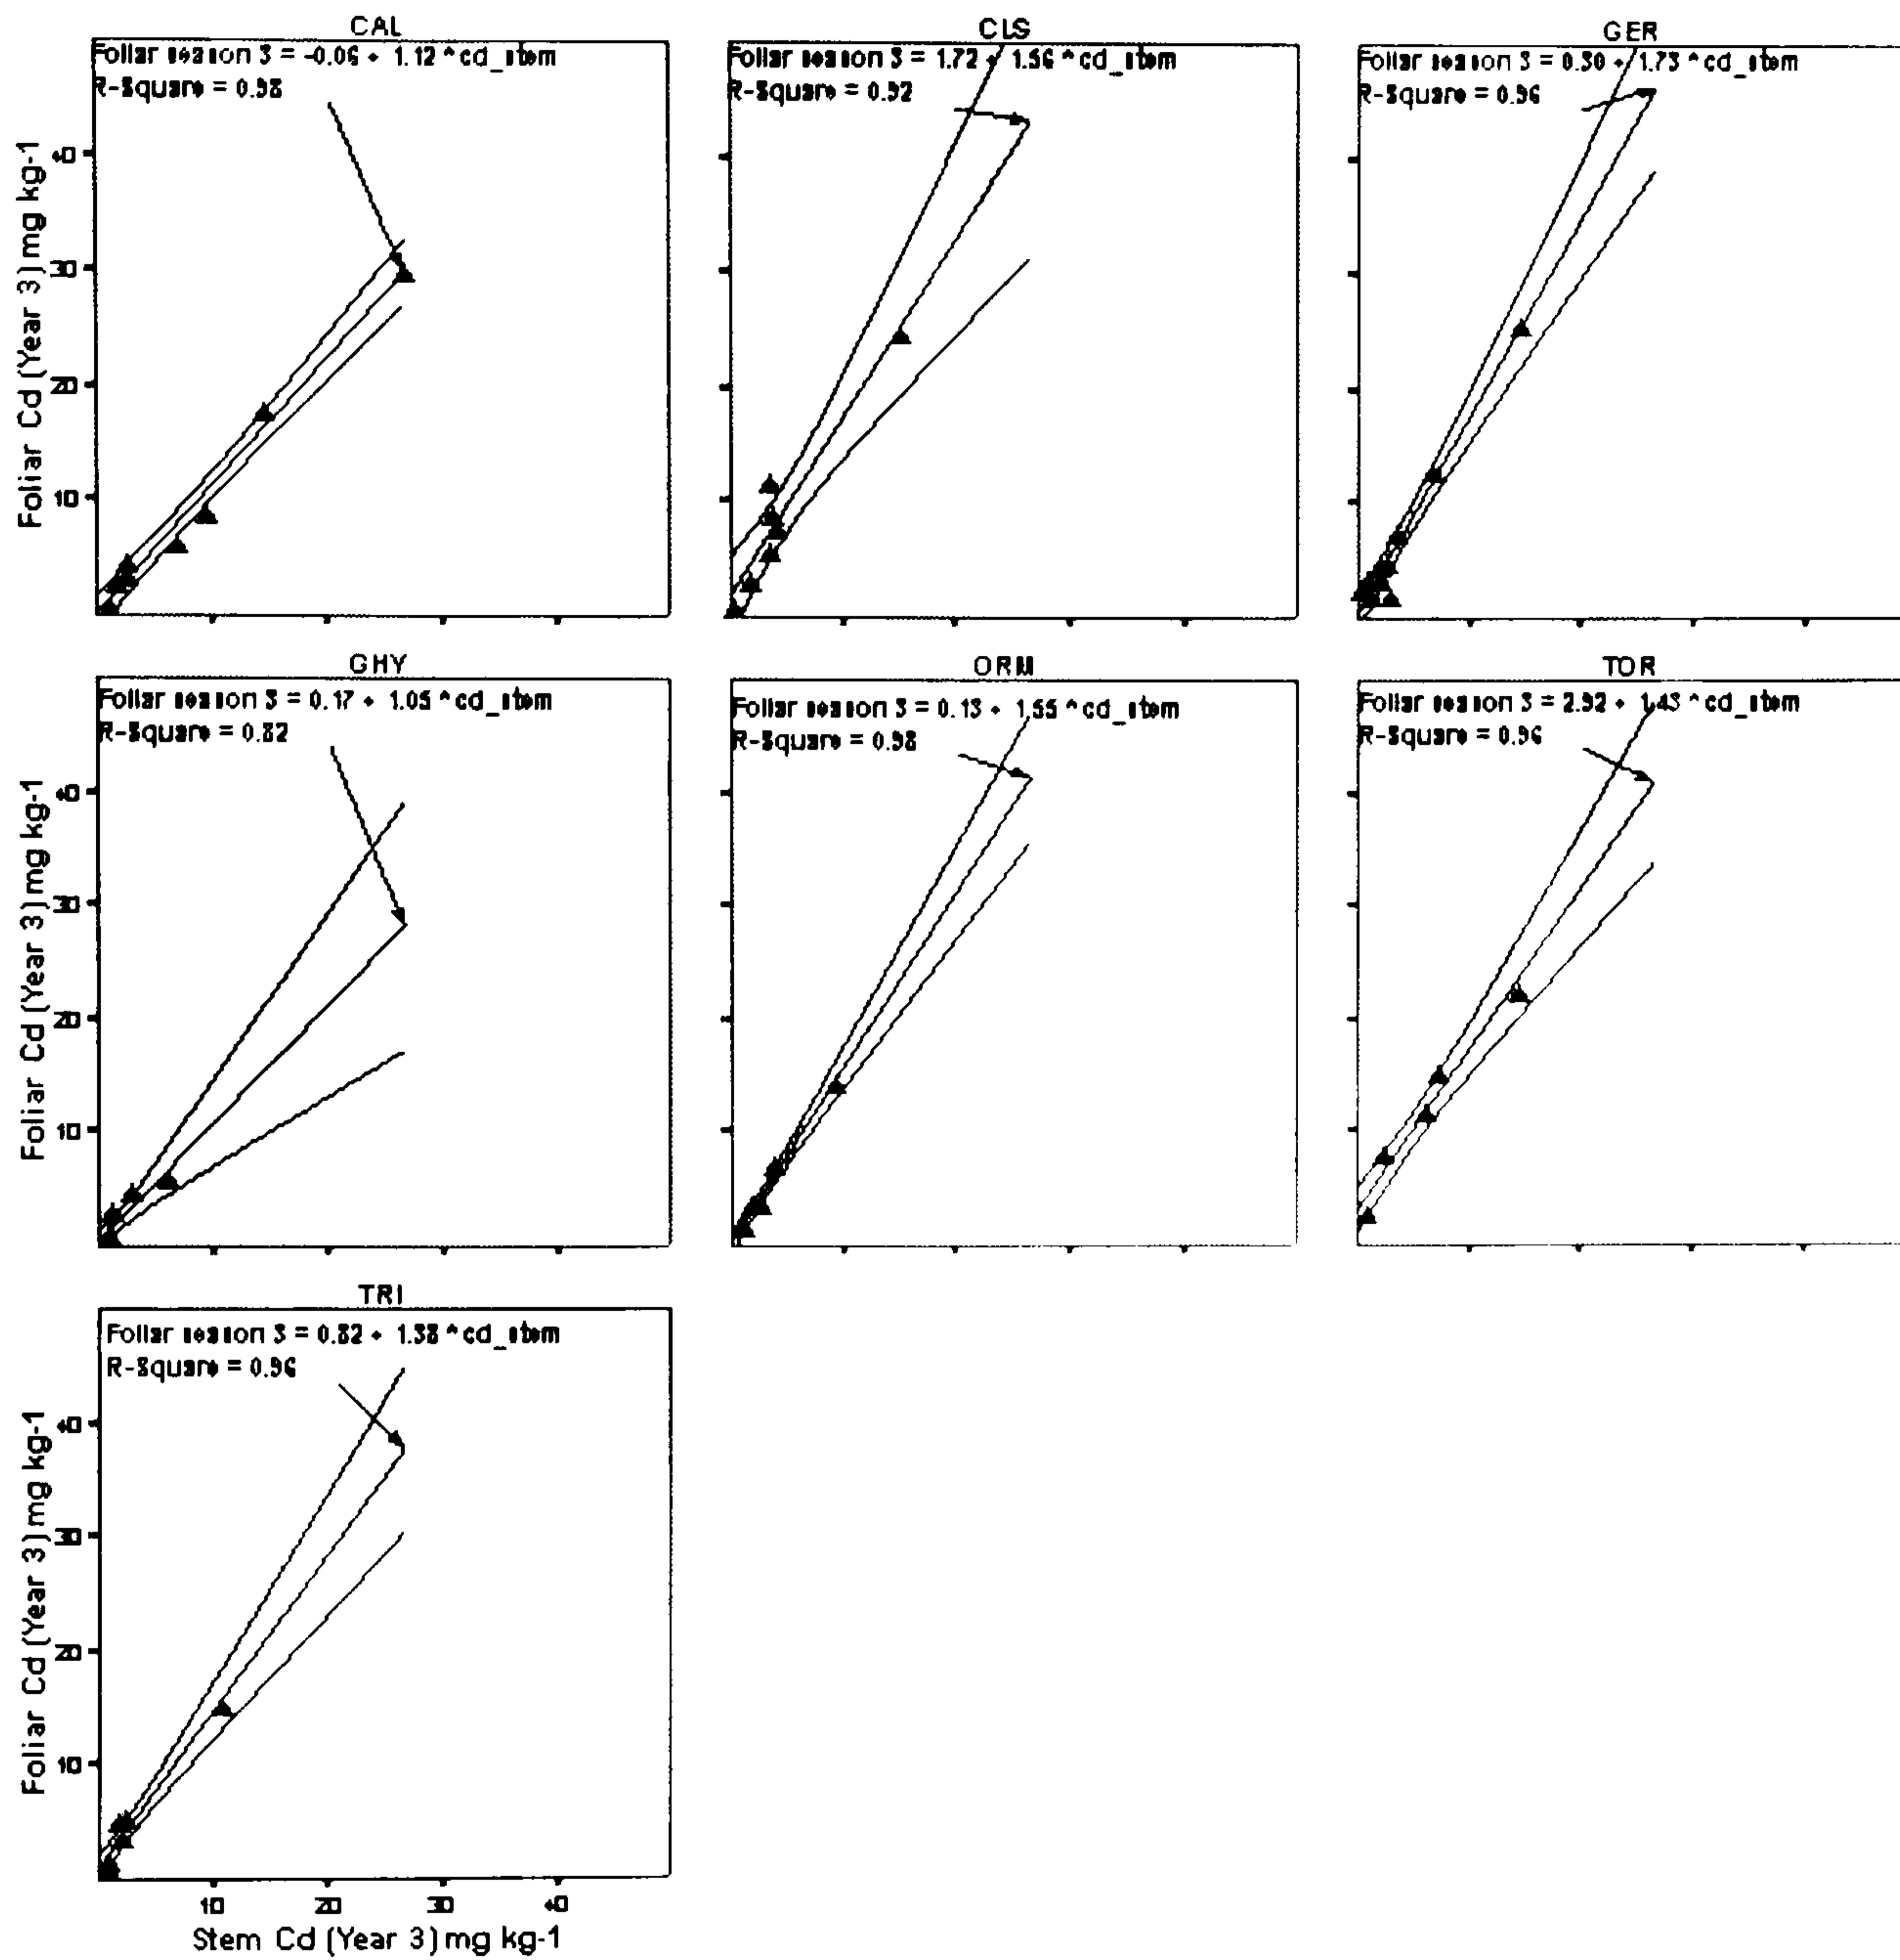 CAL
Foliar season 3 = -0.06 + 1.12 * cd_stem
R-Square = 0.98
CLS
Foliar season 3 = 1.72 + 1.56 * cd_stem
R-Square = 0.92
GER
Foliar season 3 = 0.30 + 1.73 * cd_stem
R-Square = 0.96
Foliar Cd (Year 3) mg kg-1
40
30
20
10
GHY
Foliar season 3 = 0.17 + 1.05 * cd_stem
R-Square = 0.82
ORM
Foliar season 3 = 0.13 + 1.55 * cd_stem
R-Square = 0.98
TOR
Foliar season 3 = 2.92 + 1.43 * cd_stem
R-Square = 0.96
Foliar Cd (Year 3) mg kg-1
40
30
20
10
TRI
Foliar season 3 = 0.82 + 1.38 * cd_stem
R-Square = 0.96
Foliar Cd (Year 3) mg kg-1
40
30
20
10
10 20 30 40
Stem Cd (Year 3) mg kg-1